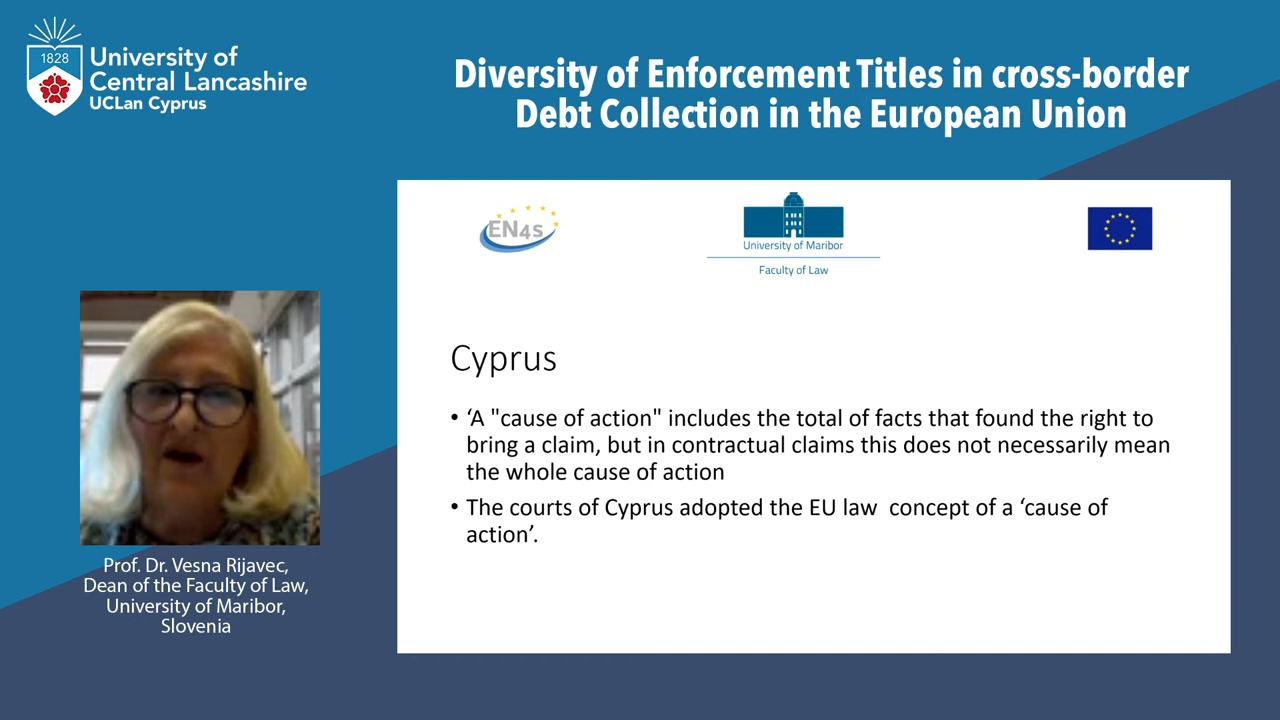 1828
University of
Central Lancashire
UCLan Cyprus
Diversity of Enforcement Titles in cross-border
Debt Collection in the European Union
EN4s
University of Maribor
Faculty of Law
Cyprus
• ‘A "cause of action" includes the total of facts that found the right to
bring a claim, but in contractual claims this does not necessarily mean
the whole cause of action
• The courts of Cyprus adopted the EU law  concept of a ‘cause of
action’.
Prof. Dr. Vesna Rijavec,
Dean of the Faculty of Law,
University of Maribor,
Slovenia